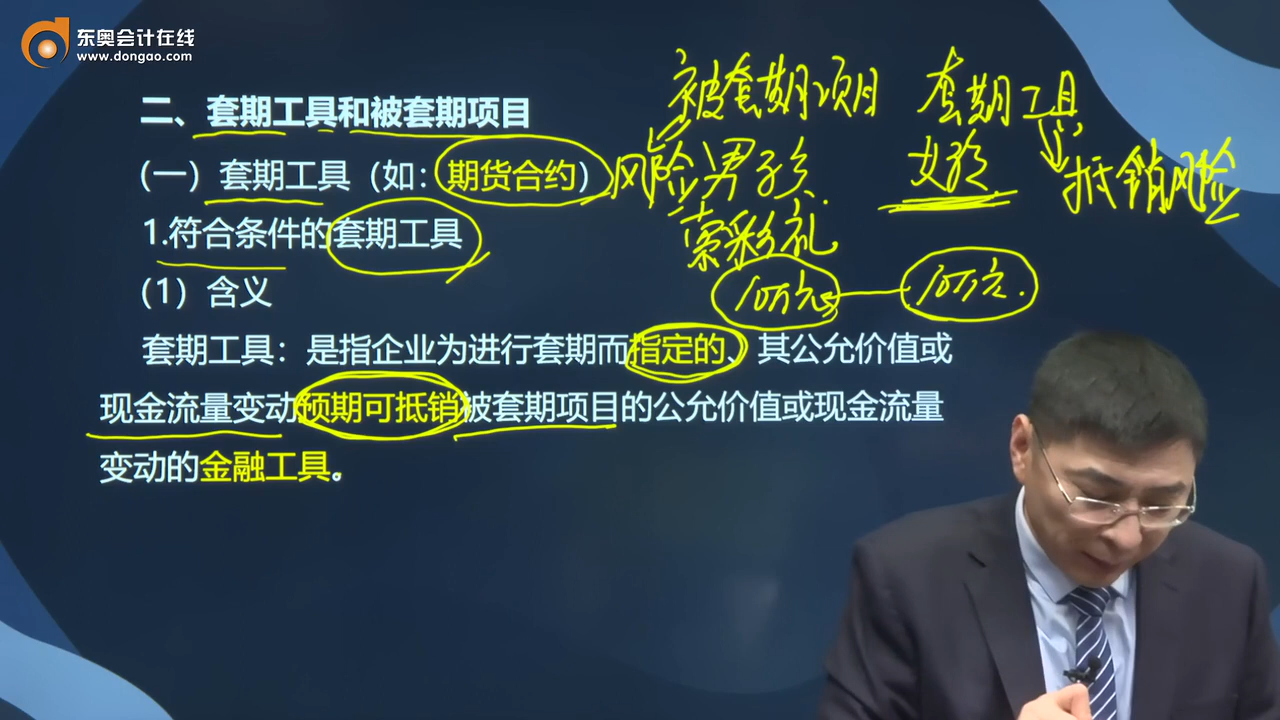 东奥会计在线
www.dongao.com
二、套期工具和被套期项目
(一)套期工具(如:期货合约)
1.符合条件的套期工具
(1)含义
套期工具:是指企业为进行套期而指定的、其公允价值或
现金流量变动预期可抵销被套期项目的公允价值或现金流量
变动的金融工具。
被套期项目 套期工具
风险 男孩 女孩 抵销风险
索彩礼
10万元 10万元